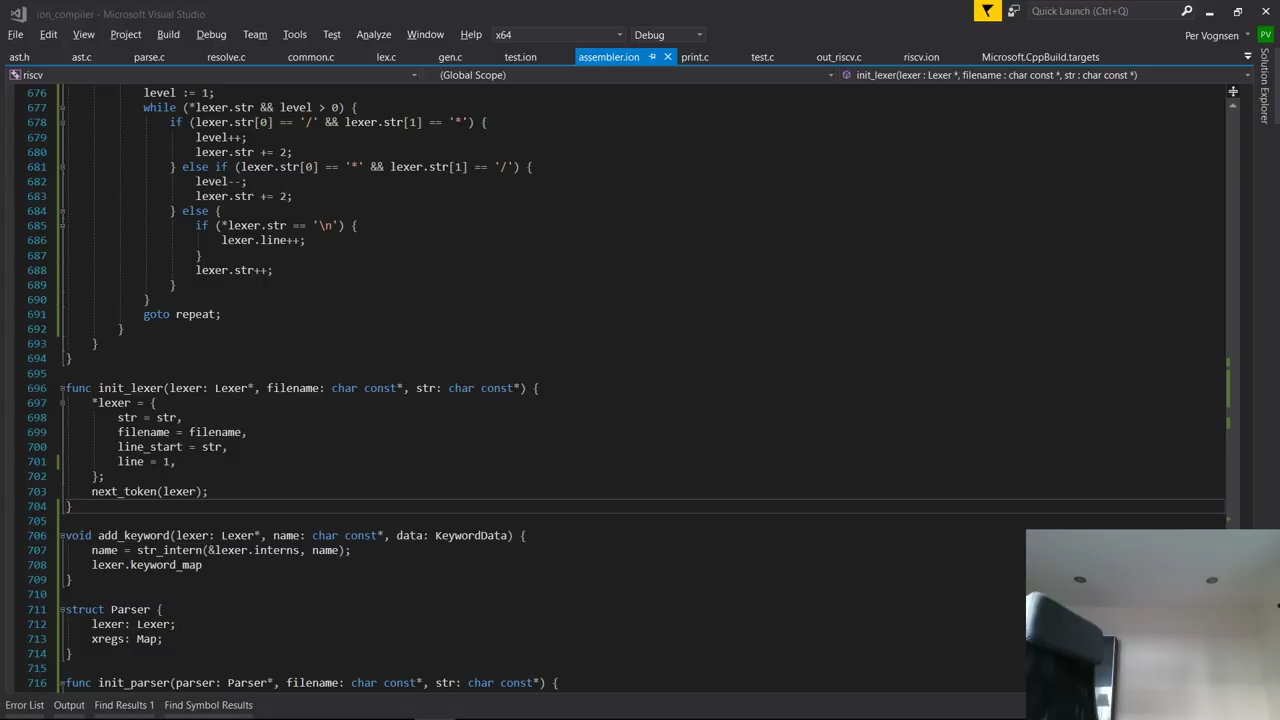 ion_compiler - Microsoft Visual Studio
Quick Launch (Ctrl+Q)
File Edit View Project Build Debug Team Tools Test Analyze Window Help x64 Debug
Per Vognsen PV
ast.h ast.c parse.c resolve.c common.c lex.c gen.c test.ion assembler.ion print.c test.c out_riscv.c riscv.ion Microsoft.CppBuild.targets
riscv (Global Scope) init_lexer(lexer : Lexer *, filename : char const *, str : char const *)
Solution Explorer
676 level := 1;
677 while (*lexer.str && level > 0) {
678 if (lexer.str[0] == '/' && lexer.str[1] == '*') {
679 level++;
680 lexer.str += 2;
681 } else if (lexer.str[0] == '*' && lexer.str[1] == '/') {
682 level--;
683 lexer.str += 2;
684 } else {
685 if (*lexer.str == '\n') {
686 lexer.line++;
687 }
688 lexer.str++;
689 }
690 }
691 goto repeat;
692 }
693 }
694 }
695
696 func init_lexer(lexer: Lexer*, filename: char const*, str: char const*) {
697 *lexer = {
698 str = str,
699 filename = filename,
700 line_start = str,
701 line = 1,
702 };
703 next_token(lexer);
704 }
705
706 void add_keyword(lexer: Lexer*, name: char const*, data: KeywordData) {
707 name = str_intern(&lexer.interns, name);
708 lexer.keyword_map
709 }
710
711 struct Parser {
712 lexer: Lexer;
713 xregs: Map;
714 }
715
716 func init_parser(parser: Parser*, filename: char const*, str: char const*) {
Error List Output Find Results 1 Find Symbol Results